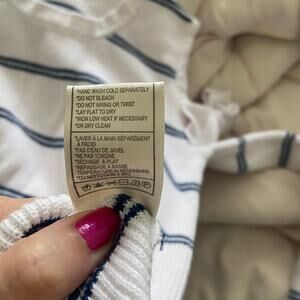 *HAND WASH COLD SEPARATELY
*DO NOT BLEACH
*DO NOT WRING OR TWIST
*LAY FLAT TO DRY
*IRON LOW HEAT IF NECESSARY
*OR DRY CLEAN
*LAVER À LA MAIN SÉPARÉMENT
À FROID
*PAS D'EAU DE JAVEL
*NE PAS TORDRE
*SÉCHAGE À PLAT
*REPASSAGE À BASSE
TEMPÉRATURE SI NÉCESSAIRE
*OU NETTOYAGE À SEC